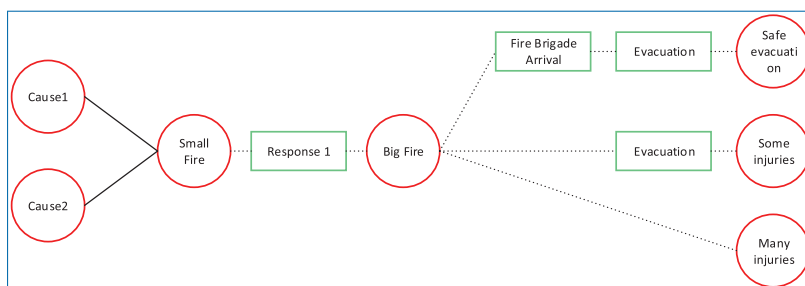 Cause1
Cause2
Small
Fire
Response 1
Big Fire
Fire Brigade
Arrival
Evacuation
Safe
evacuati
on
Evacuation
Some
injuries
Many
injuries